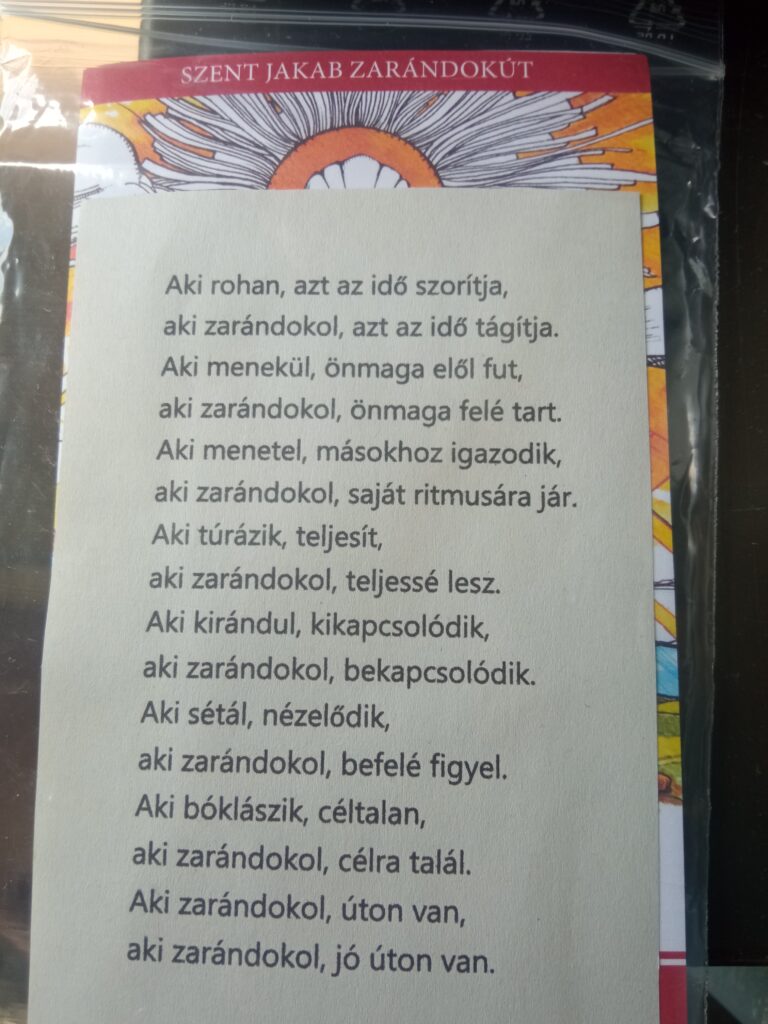 SZENT JAKAB ZARÁNDOKÚT
Aki rohan, azt az idő szorítja,
aki zarándokol, azt az idő tágítja.
Aki menekül, önmaga elől fut,
aki zarándokol, önmaga felé tart.
Aki menetel, másokhoz igazodik,
aki zarándokol, saját ritmusára jár.
Aki túrázik, teljesít,
aki zarándokol, teljessé lesz.
Aki kirándul, kikapcsolódik,
aki zarándokol, bekapcsolódik.
Aki sétál, nézelődik,
aki zarándokol, befelé figyel.
Aki bóklászik, céltalan,
aki zarándokol, célra talál.
Aki zarándokol, úton van,
aki zarándokol, jó úton van.